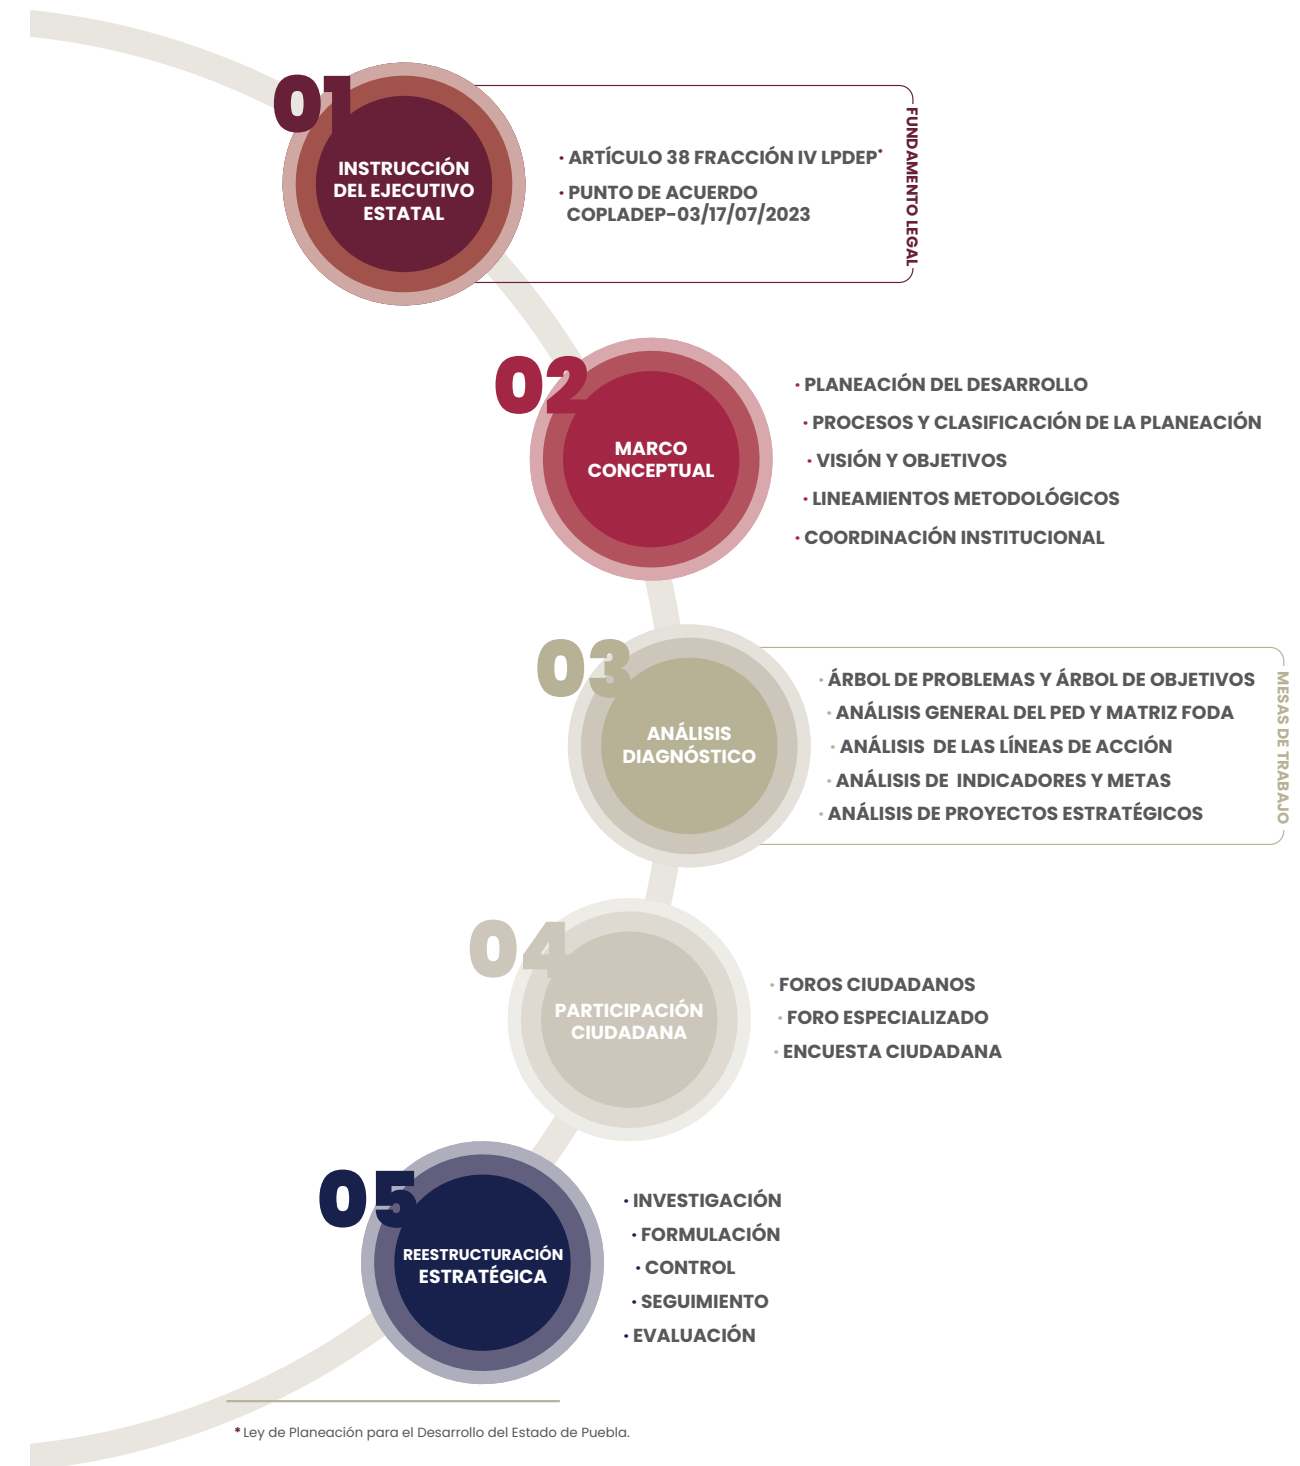 01
INSTRUCCIÓN
DEL EJECUTIVO
ESTATAL
• ARTÍCULO 38 FRACCIÓN IV LPDEP*
• PUNTO DE ACUERDO
COPLADEP-03/17/07/2023
FUNDAMENTO LEGAL
02
MARCO
CONCEPTUAL
• PLANEACIÓN DEL DESARROLLO
• PROCESOS Y CLASIFICACIÓN DE LA PLANEACIÓN
• VISIÓN Y OBJETIVOS
• LINEAMIENTOS METODOLÓGICOS
• COORDINACIÓN INSTITUCIONAL
03
ANÁLISIS
DIAGNÓSTICO
• ÁRBOL DE PROBLEMAS Y ÁRBOL DE OBJETIVOS
• ANÁLISIS GENERAL DEL PED Y MATRIZ FODA
• ANÁLISIS DE LAS LÍNEAS DE ACCIÓN
• ANÁLISIS DE INDICADORES Y METAS
• ANÁLISIS DE PROYECTOS ESTRATÉGICOS
MESAS DE TRABAJO
04
PARTICIPACIÓN
CIUDADANA
• FOROS CIUDADANOS
• FORO ESPECIALIZADO
• ENCUESTA CIUDADANA
05
REESTRUCTURACIÓN
ESTRATÉGICA
• INVESTIGACIÓN
• FORMULACIÓN
• CONTROL
• SEGUIMIENTO
• EVALUACIÓN
* Ley de Planeación para el Desarrollo del Estado de Puebla.